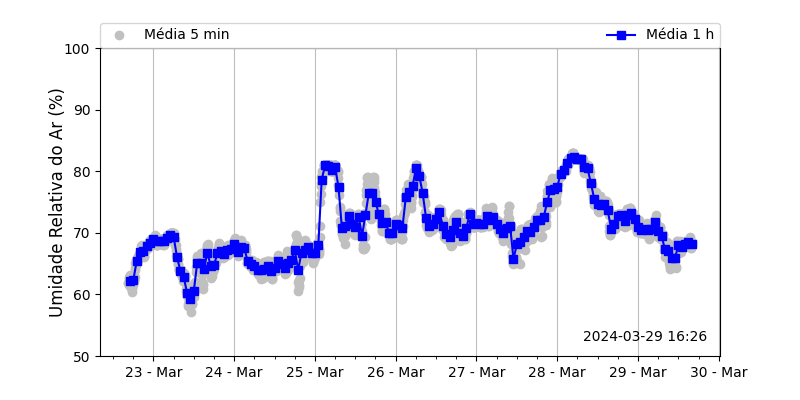 Média 5 min
Média 1 h
Umidade Relativa do Ar (%)
100
90
80
70
60
50
2024-03-29 16:26
23 - Mar
24 - Mar
25 - Mar
26 - Mar
27 - Mar
28 - Mar
29 - Mar
30 - Mar